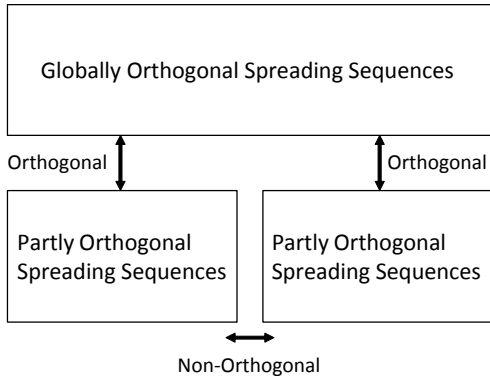 Globally Orthogonal Spreading Sequences
Orthogonal
Orthogonal
Partly Orthogonal
Spreading Sequences
Partly Orthogonal
Spreading Sequences
Non-Orthogonal